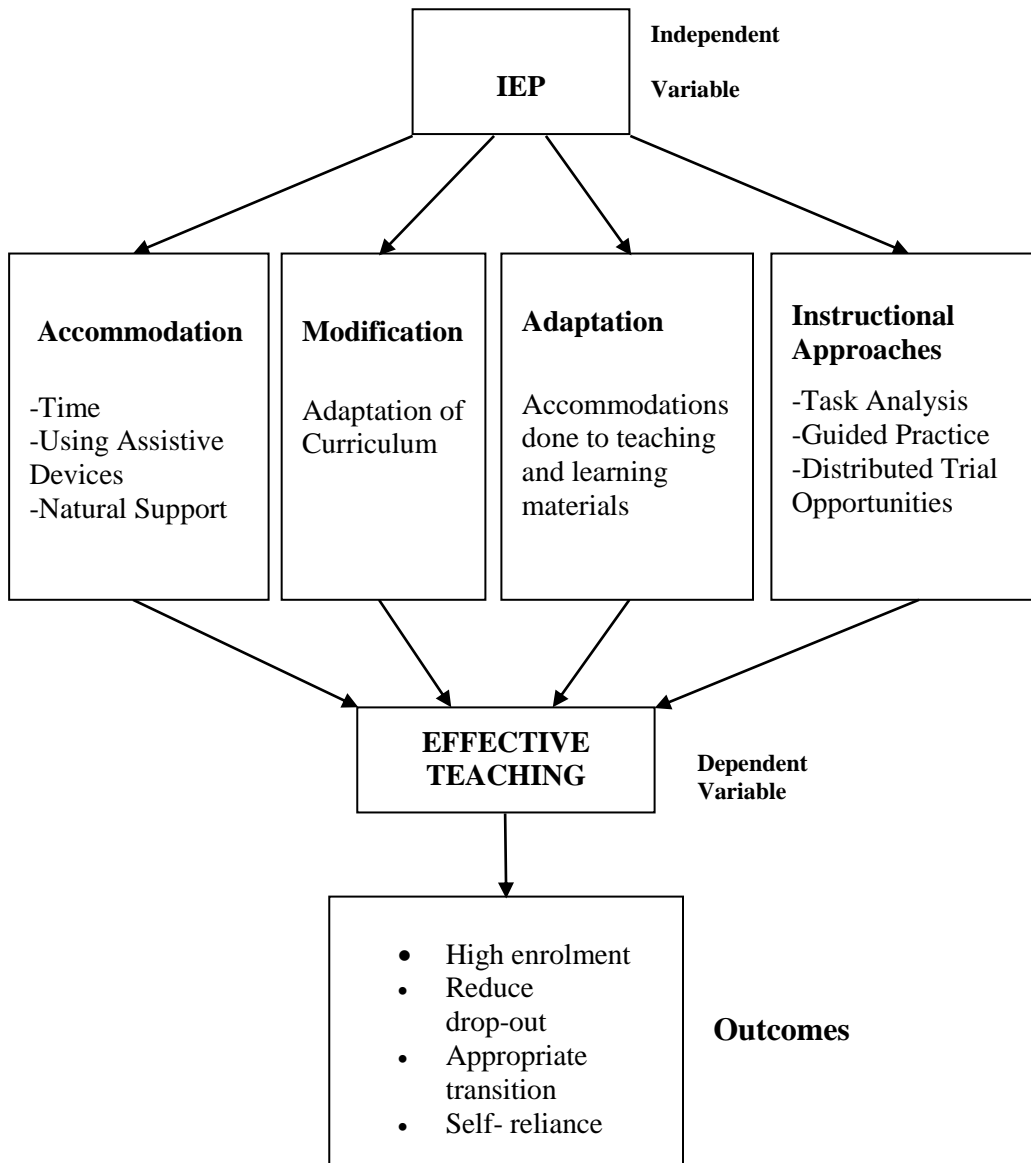 Independent
Variable
IEP
Accommodation
-Time
-Using Assistive
Devices
-Natural Support
Modification
Adaptation of
Curriculum
Adaptation
Accommodations
done to teaching
and learning
materials
Instructional
Approaches
-Task Analysis
-Guided Practice
-Distributed Trial
Opportunities
EFFECTIVE
TEACHING
Dependent
Variable
• High enrolment
• Reduce
drop-out
• Appropriate
transition
• Self- reliance
Outcomes